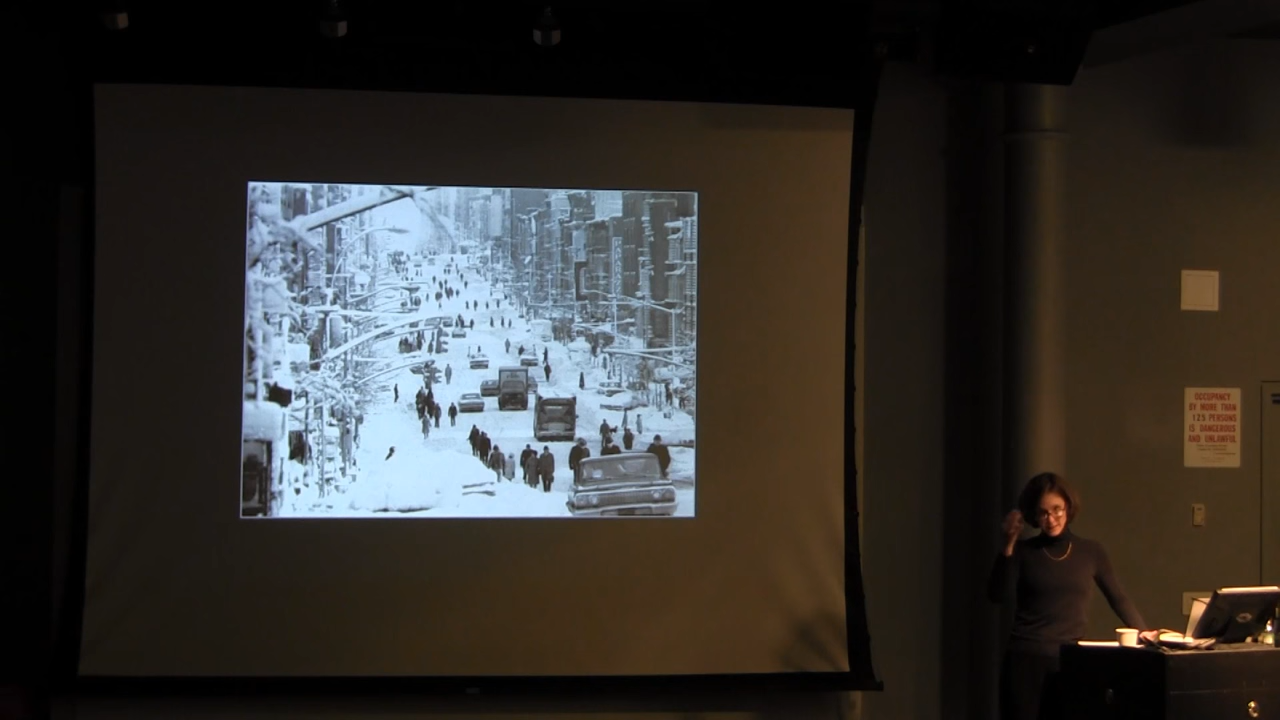 OCCUPANCY
BY MORE THAN
125 PERSONS
IS DANGEROUS
AND UNLAWFUL